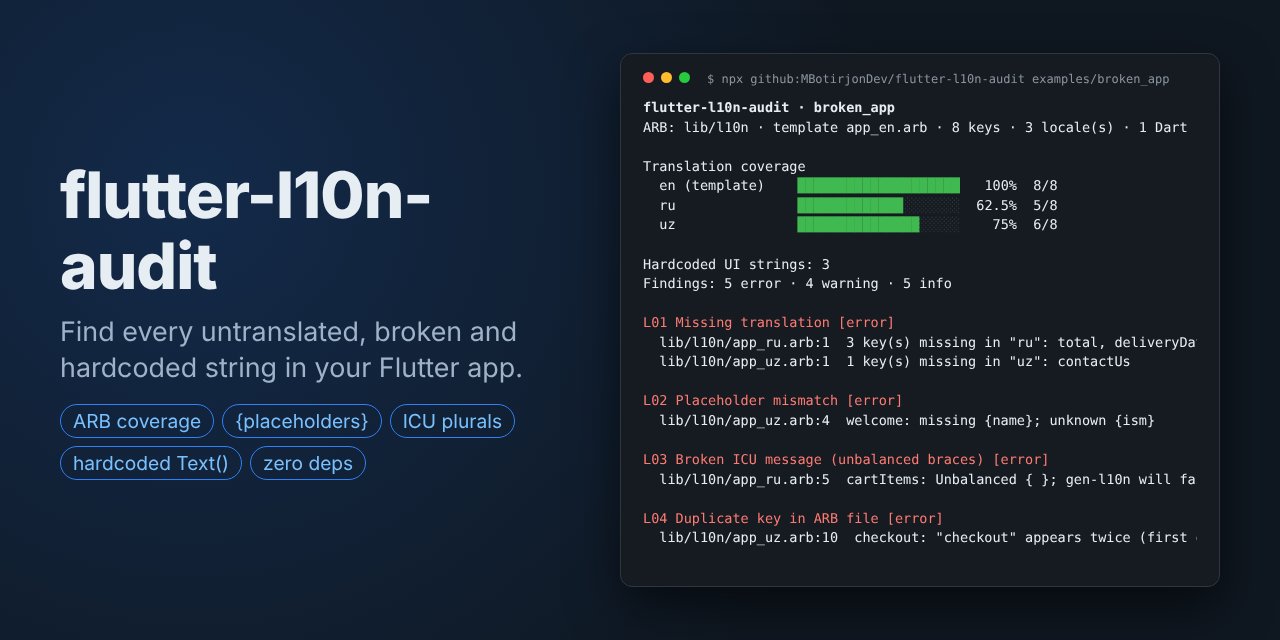 flutter-l10n-
audit
Find every untranslated, broken and
hardcoded string in your Flutter app.
ARB coverage {placeholders} ICU plurals
hardcoded Text() zero deps
$ npx github:MBotirjonDev/flutter-l10n-audit examples/broken_app
flutter-l10n-audit · broken_app
ARB: lib/l10n · template app_en.arb · 8 keys · 3 locale(s) · 1 Dart
Translation coverage
en (template) 100% 8/8
ru 62.5% 5/8
uz 75% 6/8
Hardcoded UI strings: 3
Findings: 5 error · 4 warning · 5 info
L01 Missing translation [error]
lib/l10n/app_ru.arb:1 3 key(s) missing in "ru": total, deliveryDa
lib/l10n/app_uz.arb:1 1 key(s) missing in "uz": contactUs
L02 Placeholder mismatch [error]
lib/l10n/app_uz.arb:4 welcome: missing {name}; unknown {ism}
L03 Broken ICU message (unbalanced braces) [error]
lib/l10n/app_ru.arb:5 cartItems: Unbalanced { }; gen-l10n will fa
L04 Duplicate key in ARB file [error]
lib/l10n/app_uz.arb:10 checkout: "checkout" appears twice (first